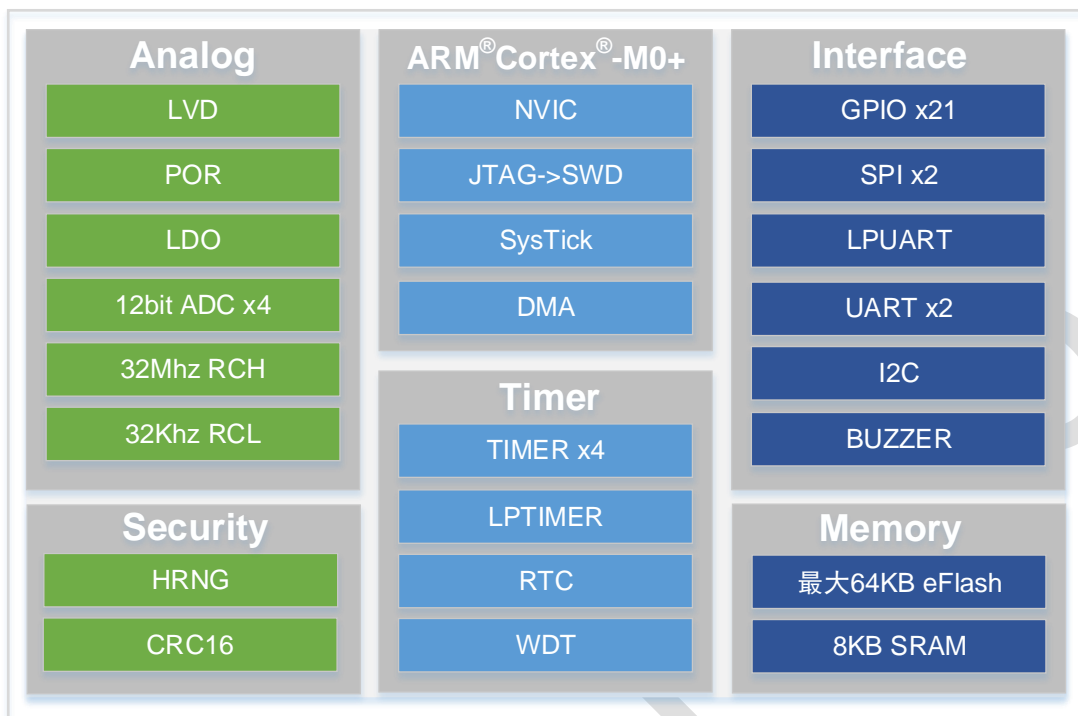 Analog
LVD
POR
LDO
12bit ADC x4
32Mhz RCH
32Khz RCL
Security
HRNG
CRC16
ARM®Cortex®-M0+
NVIC
JTAG->SWD
SysTick
DMA
Timer
TIMER x4
LPTIMER
RTC
WDT
Interface
GPIO x21
SPI x2
LPUART
UART x2
I2C
BUZZER
Memory
最大64KB eFlash
8KB SRAM